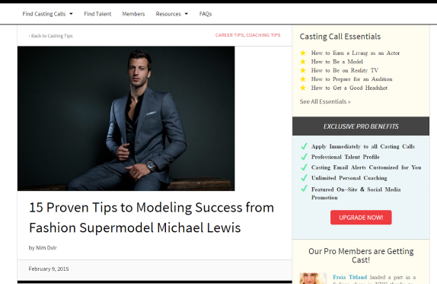 Find Casting Calls
Find Talent
Members
Resources
FAQs
‹ Back to Casting Tips
CAREER TIPS, COACHING TIPS
15 Proven Tips to Modeling Success from
Fashion Supermodel Michael Lewis
by Nim Dvir
February 9, 2015
Casting Call Essentials
How to Earn a Living as an Actor
How to Be a Model
How to Be on Reality TV
How to Prepare for an Audition
How to Get a Good Headshot
See All Essentials »
EXCLUSIVE PRO BENEFITS
Apply Immediately to all Casting Calls
Professional Talent Profile
Casting Email Alerts Customized for You
Unlimited Personal Coaching
Featured On-Site & Social Media
Promotion
UPGRADE NOW!
Our Pro Members are Getting
Cast!
landed a part in